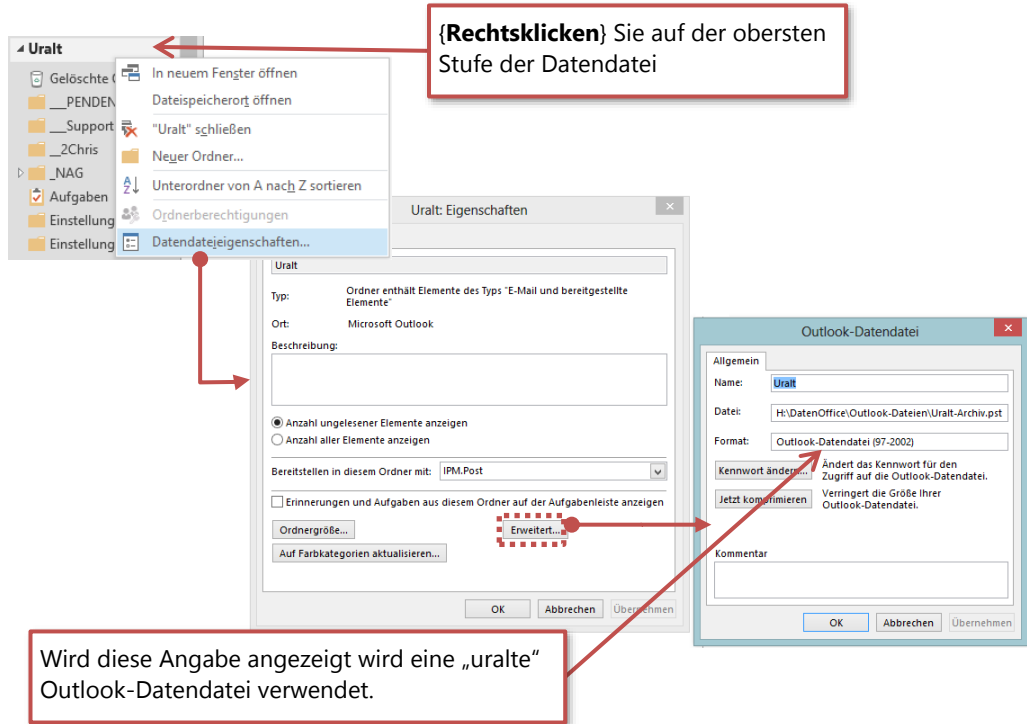 {Rechtsklicken} Sie auf der obersten
Stufe der Datendatei
Uralt
Gelöschte
__PENDEN
__Support
_2Chris
_NAG
Aufgaben
Einstellung
Einstellung
In neuem Fenster öffnen
Dateispeicherort öffnen
"Uralt" schließen
Neuer Ordner...
Unterordner von A nach Z sortieren
Ordnerberechtigungen
Datendateieigenschaften...
Uralt: Eigenschaften
Uralt
Typ: Ordner enthält Elemente des Typs "E-Mail und bereitgestellte
Elemente"
Ort: Microsoft Outlook
Beschreibung:
Anzahl ungelesener Elemente anzeigen
Anzahl aller Elemente anzeigen
Bereitstellen in diesem Ordner mit: IPM.Post
Erinnerungen und Aufgaben aus diesem Ordner auf der Aufgabenleiste anzeigen
Ordnergröße... Erweitert...
Auf Farbkategorien aktualisieren...
OK Abbrechen Übernehmen
Outlook-Datendatei
Allgemein
Name: Uralt
Datei: H:\DatenOffice\Outlook-Dateien\Uralt-Archiv.pst
Format: Outlook-Datendatei (97-2002)
Kennwort ändern... Ändert das Kennwort für den
Zugriff auf die Outlook-Datendatei.
Jetzt komprimieren Verringert die Größe Ihrer
Outlook-Datendatei.
Kommentar
OK Abbrechen Übernehmen
Wird diese Angabe angezeigt wird eine „uralte“
Outlook-Datendatei verwendet.